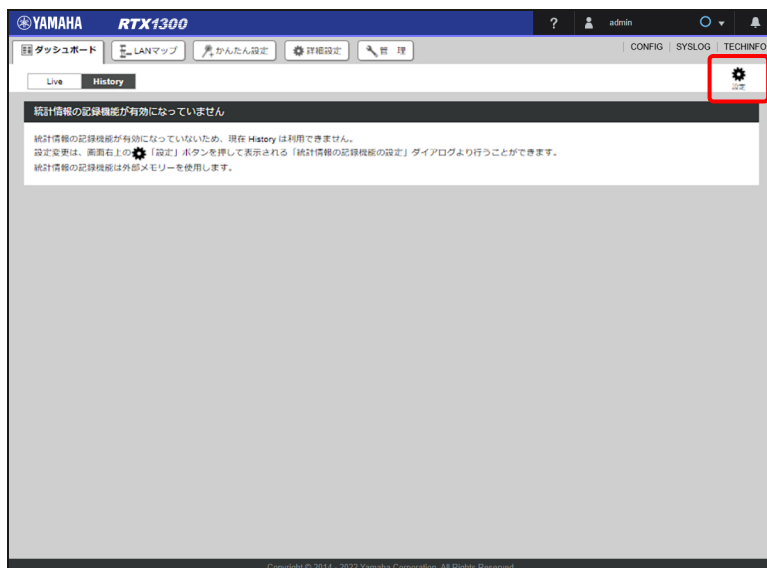 YAMAHA RTX1300 ? admin
ダッシュボード LANマップ かんたん設定 詳細設定 管 理 CONFIG SYSLOG TECHINFO
Live History 設定
統計情報の記録機能が有効になっていません
統計情報の記録機能が有効になっていないため、現在 History は利用できません。
設定変更は、画面右上の「設定」ボタンを押して表示される「統計情報の記録機能の設定」ダイアログより行うことができます。
統計情報の記録機能は外部メモリーを使用します。
Copyright © 2014 - 2022 Yamaha Corporation. All Rights Reserved.